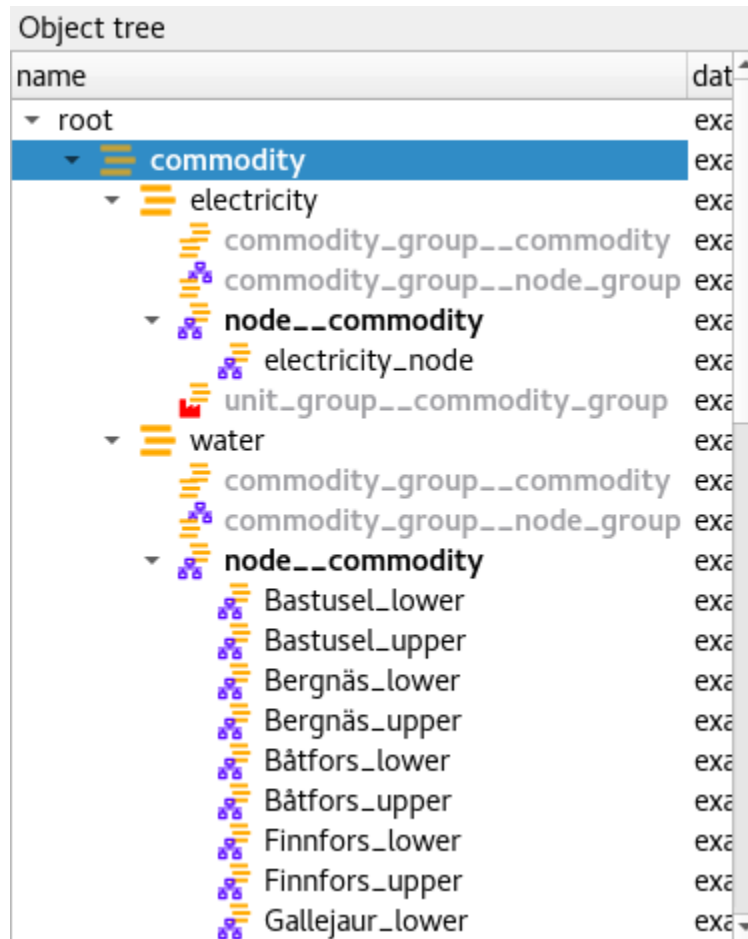 Object tree
name dat
root exa
commodity exa
electricity exa
commodity_group__commodity exa
commodity_group__node_group exa
node__commodity exa
electricity_node exa
unit_group__commodity_group exa
water exa
commodity_group__commodity exa
commodity_group__node_group exa
node__commodity exa
Bastusel_lower exa
Bastusel_upper exa
Bergnäs_lower exa
Bergnäs_upper exa
Båtfors_lower exa
Båtfors_upper exa
Finnfors_lower exa
Finnfors_upper exa
Gallejaur_lower exa